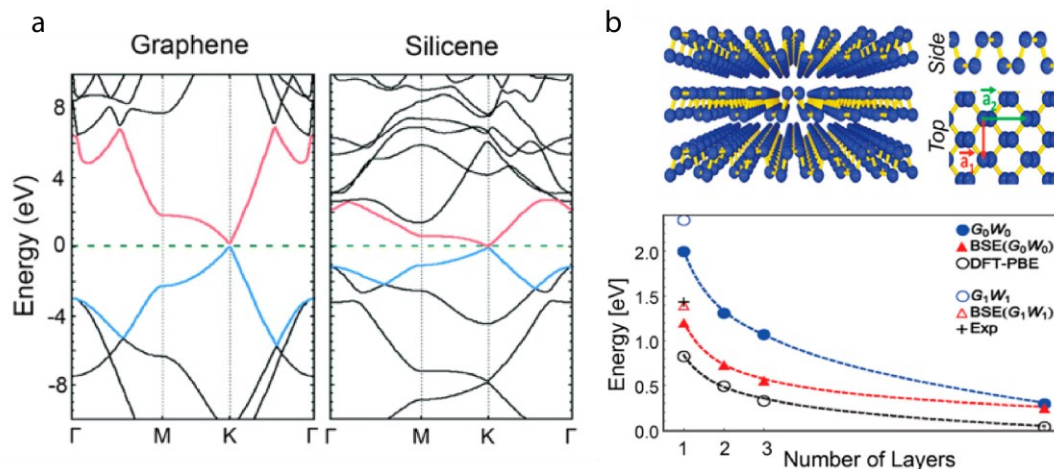 a
Graphene
Silicene
Energy (eV)
8
4
0
-4
-8
Γ M K Γ
Γ M K Γ
b
Side
Top
a₂
a₁
Energy [eV]
2.0
1.5
1.0
0.5
0.0
G₀W₀
BSE(G₀W₀)
DFT-PBE
G₁W₁
BSE(G₁W₁)
Exp
1 2 3
Number of Layers